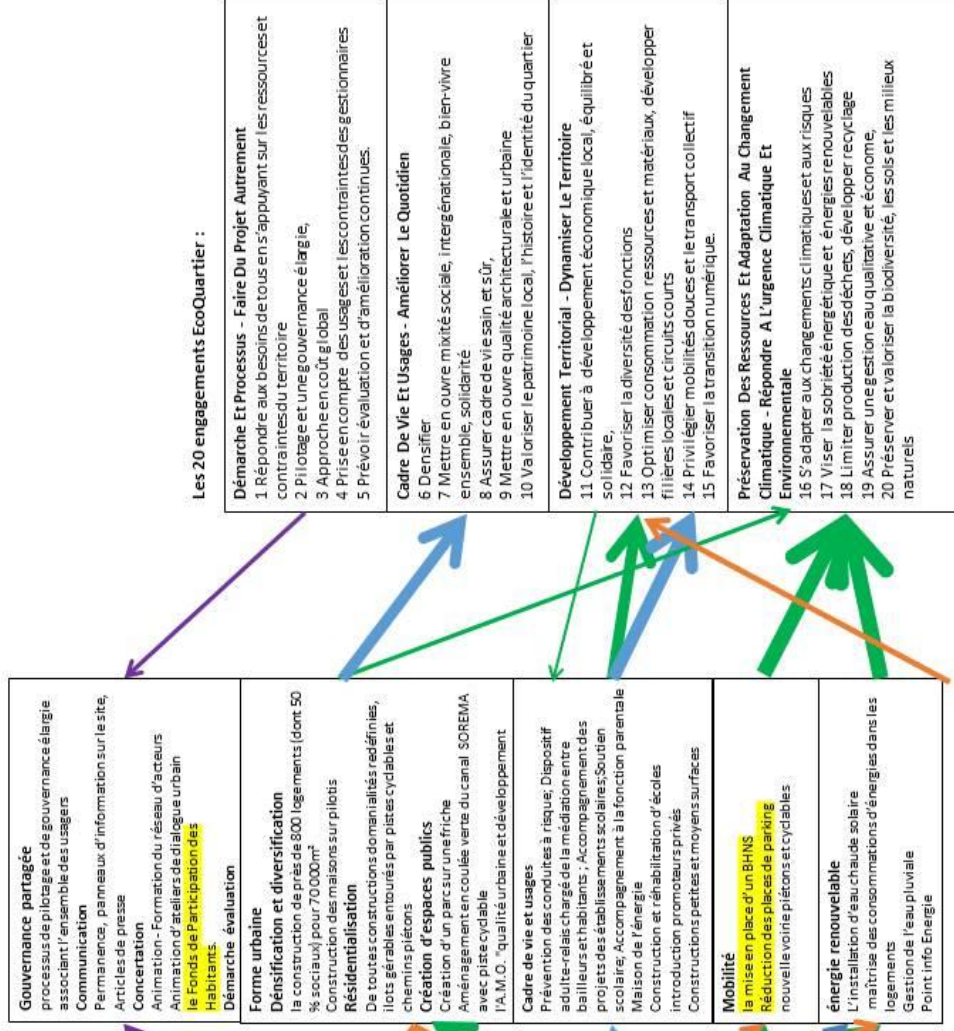 Gouvernance partagée
processus de pilotage et de gouvernance élargie
associant l'ensemble des usagers
Communication
Permanence, panneaux d'information sur le site,
Articles de presse
Concertation
Animation - Formation du réseau d'acteurs
Animation d'ateliers de dialogue urbain
le Fonds de Participation des
Habitants.
Démarche évaluation
Forme urbaine
Dénsification et diversification
la construction de près de 800 logements (dont 50
% sociaux) pour 70 000m²
Construction des maisons sur pilotis
Résidentialisation
De toutes constructions domanialités redéfinies,
ilots gérables entourés par pistes cyclables et
chemins piétons
Création d'espaces publics
Création d'un parc sur une friche
Aménagement en coulée verte du canal SOREMA
avec piste cyclable
l'A.M.O. "qualité urbaine et développement
Cadre de vie et usages
Prévention des conduites à risque; Dispositif
adulte-relais chargé de la médiation entre
bailleurs et habitants ; Accompagnement des
projets des établissements scolaires;Soutien
scolaire; Accompagnement à la fonction parentale
Maison de l'énergie
Construction et réhabilitation d'écoles
introduction promoteurs privés
Constructions petites et moyens surfaces
Mobilité
la mise en place d'un BHNS
Réduction des places de parking
nouvelle voirie piétons et cyclables
énergie renouvelable
L'installation d'eau chaude solaire
maîtrise des consommations d'énergies dans les
logements
Gestion de l'eau pluviale
Point info Energie
Les 20 engagements EcoQuartier :
Démarche Et Processus - Faire Du Projet Autrement
1 Répondre aux besoins de tous en s'appuyant sur les ressources et
contraintes du territoire
2 Pilotage et une gouvernance élargie,
3 Approche en coût global
4 Prise en compte des usages et les contraintes des gestionnaires
5 Prévoir évaluation et d'amélioration continues.
Cadre De Vie Et Usages - Améliorer Le Quotidien
6 Densifier
7 Mettre en ouvre mixité sociale, intergénationale, bien-vivre
ensemble, solidarité
8 Assurer cadre de vie sain et sûr,
9 Mettre en ouvre qualité architecturale et urbaine
10 Valoriser le patrimoine local, l'histoire et l'identité du quartier
Développement Territorial - Dynamiser Le Territoire
11 Contribuer à développement économique local, équilibré et
solidaire,
12 Favoriser la diversité des fonctions
13 Optimiser consommation ressources et matériaux, développer
filières locales et circuits courts
14 Privilégier mobilités douces et le transport collectif
15 Favoriser la transition numérique.
Préservation Des Ressources Et Adaptation Au Changement
Climatique - Répondre A L'urgence Climatique Et
Environnementale
16 S'adapter aux changements climatiques et aux risques
17 Viser la sobriété énergétique et énergies renouvelables
18 Limiter production des déchets, développer recyclage
19 Assurer une gestion eau qualitative et économe,
20 Préserver et valoriser la biodiversité, les sols et les milieux
naturels